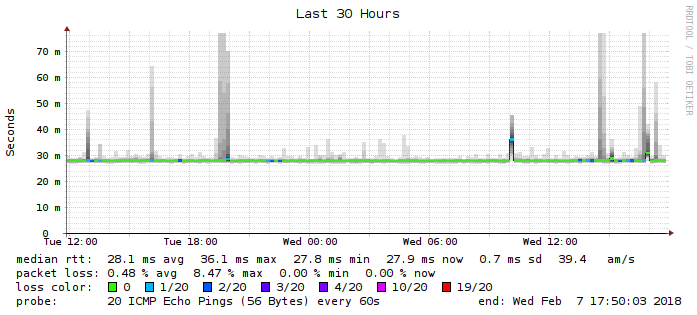 Last 30 Hours
RRDTOOL / TOBI OETIKER
Seconds
70 m
60 m
50 m
40 m
30 m
20 m
10 m
0
Tue 12:00 Tue 18:00 Wed 00:00 Wed 06:00 Wed 12:00
median rtt: 28.1 ms avg 36.1 ms max 27.8 ms min 27.9 ms now 0.7 ms sd 39.4 am/s
packet loss: 0.48 % avg 8.47 % max 0.00 % min 0.00 % now
loss color: 0 1/20 2/20 3/20 4/20 10/20 19/20
probe: 20 ICMP Echo Pings (56 Bytes) every 60s end: Wed Feb 7 17:50:03 2018